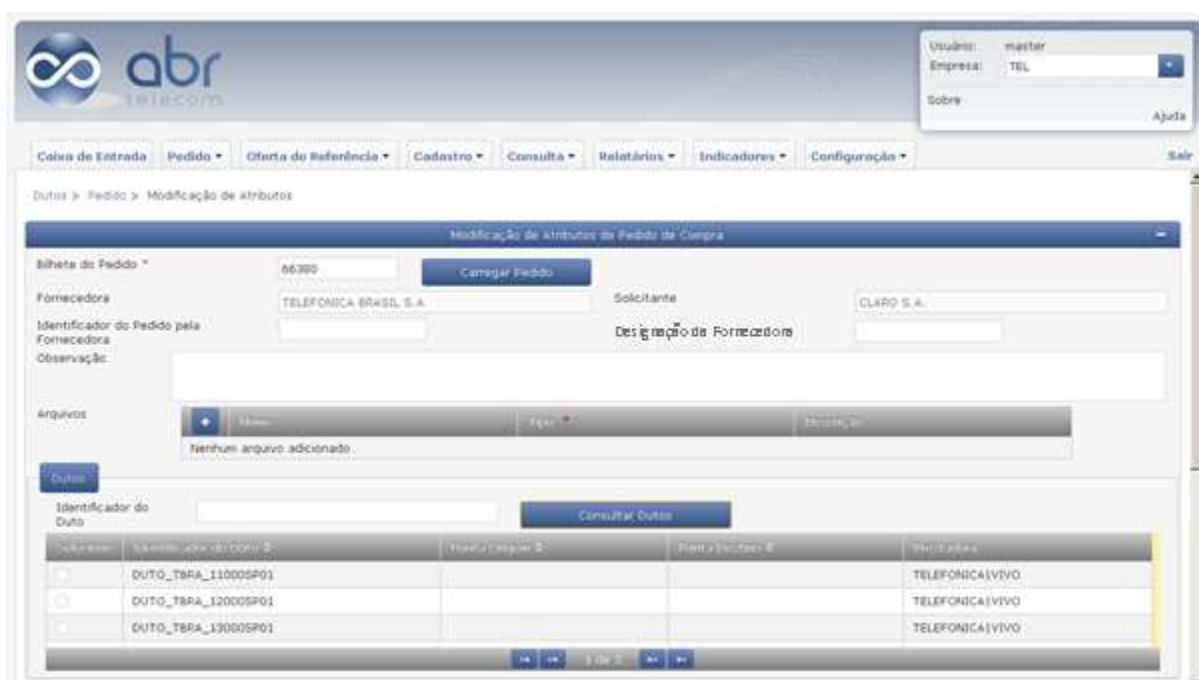 abr
telecom
Usuário: master
Empresa: TEL
Sobre
Ajuda
Caixa de Entrada Pedido Oferta de Referência Cadastro Consulta Relatórios Indicadores Configuração Sair
Dutos > Pedido > Modificação de Atributos
Modificação de Atributos de Pedido de Compra
Bilhete do Pedido * 66380 Carregar Pedido
Fornecedora TELEFONICA BRASIL S.A Solicitante CLARO S.A.
Identificador do Pedido pela Fornecedora Designação da Fornecedora
Observação
Arquivos Nome Tipo * Descrição
Nenhum arquivo adicionado
Dutos
Identificador do Duto Consultar Dutos
Identificador do Duto
DUTO_TBRA_11000SP01 TELEFONICA|VIVO
DUTO_TBRA_12000SP01 TELEFONICA|VIVO
DUTO_TBRA_13000SP01 TELEFONICA|VIVO